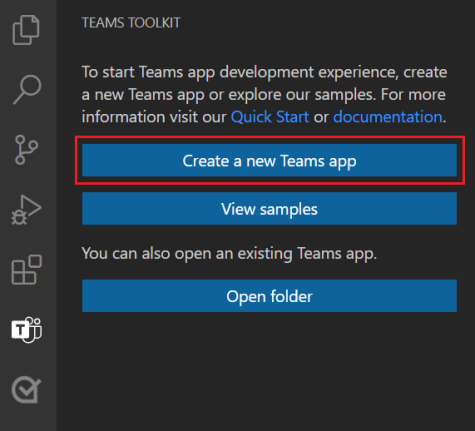 TEAMS TOOLKIT
To start Teams app development experience, create
a new Teams app or explore our samples. For more
information visit our Quick Start or documentation.
Create a new Teams app
View samples
You can also open an existing Teams app.
Open folder
T